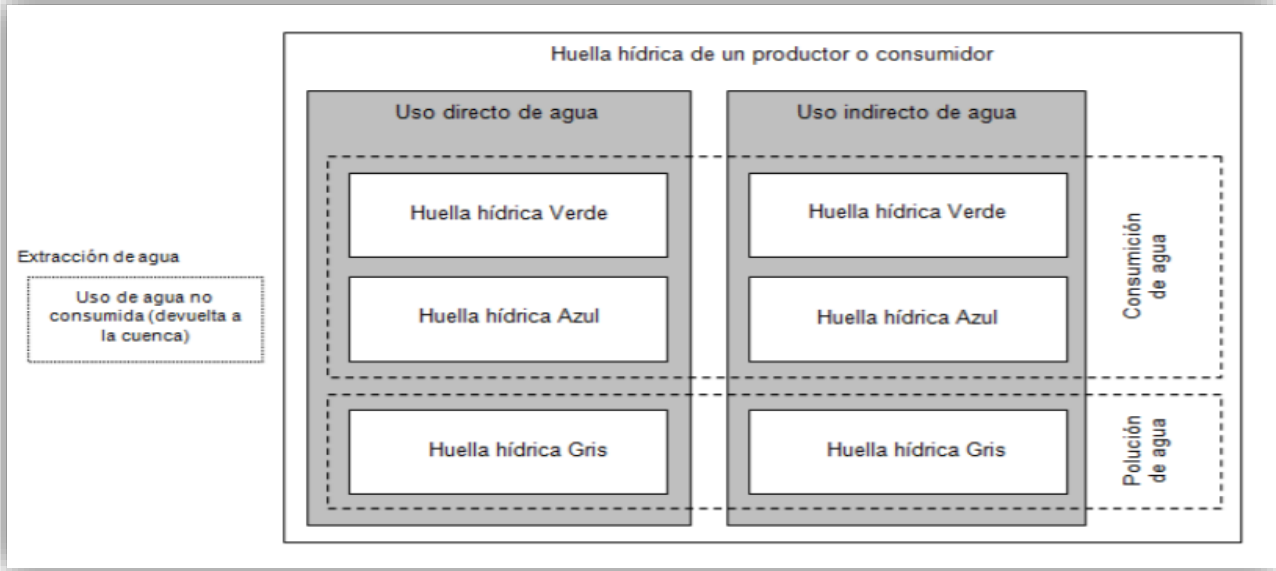 Huella hídrica de un productor o consumidor
Uso directo de agua
Uso indirecto de agua
Huella hídrica Verde
Huella hídrica Verde
Extracción de agua
Uso de agua no
consumida (devuelta a
la cuenca)
Huella hídrica Azul
Huella hídrica Azul
Consumición
de agua
Huella hídrica Gris
Huella hídrica Gris
Polución
de agua